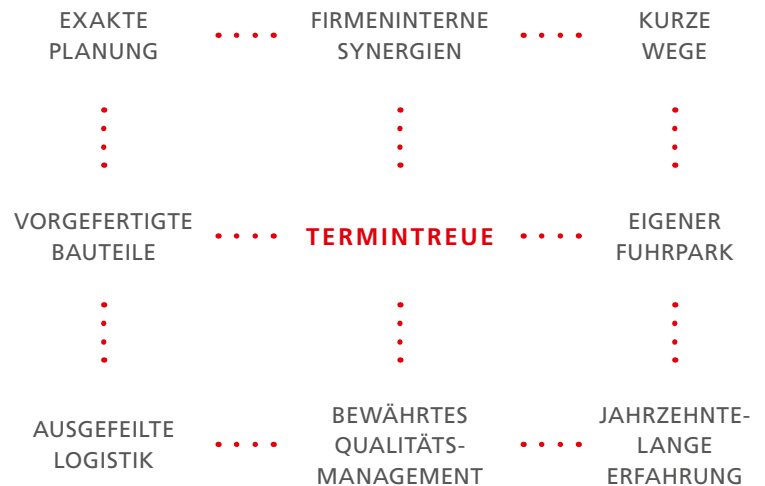 EXAKTE
PLANUNG
FIRMENINTERNE
SYNERGIEN
KURZE
WEGE
VORGEFERTIGTE
BAUTEILE
TERMINTREUE
EIGENER
FUHRPARK
AUSGEFEILTE
LOGISTIK
BEWÄHRTES
QUALITÄTS-
MANAGEMENT
JAHRZEHNTE-
LANGE
ERFAHRUNG